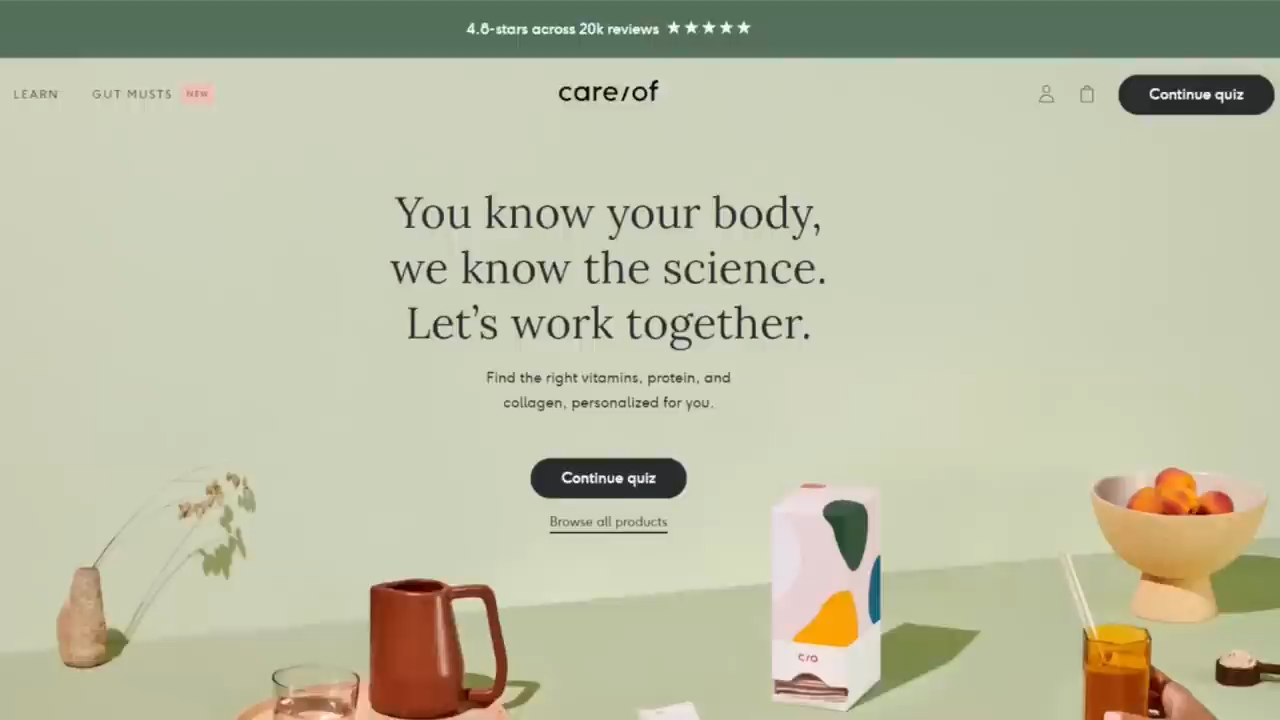 4.8-stars across 20k reviews ★★★★★
LEARN
GUT MUSTS NEW
care/of
Continue quiz
You know your body,
we know the science.
Let's work together.
Find the right vitamins, protein, and
collagen, personalized for you.
Continue quiz
Browse all products
c/o